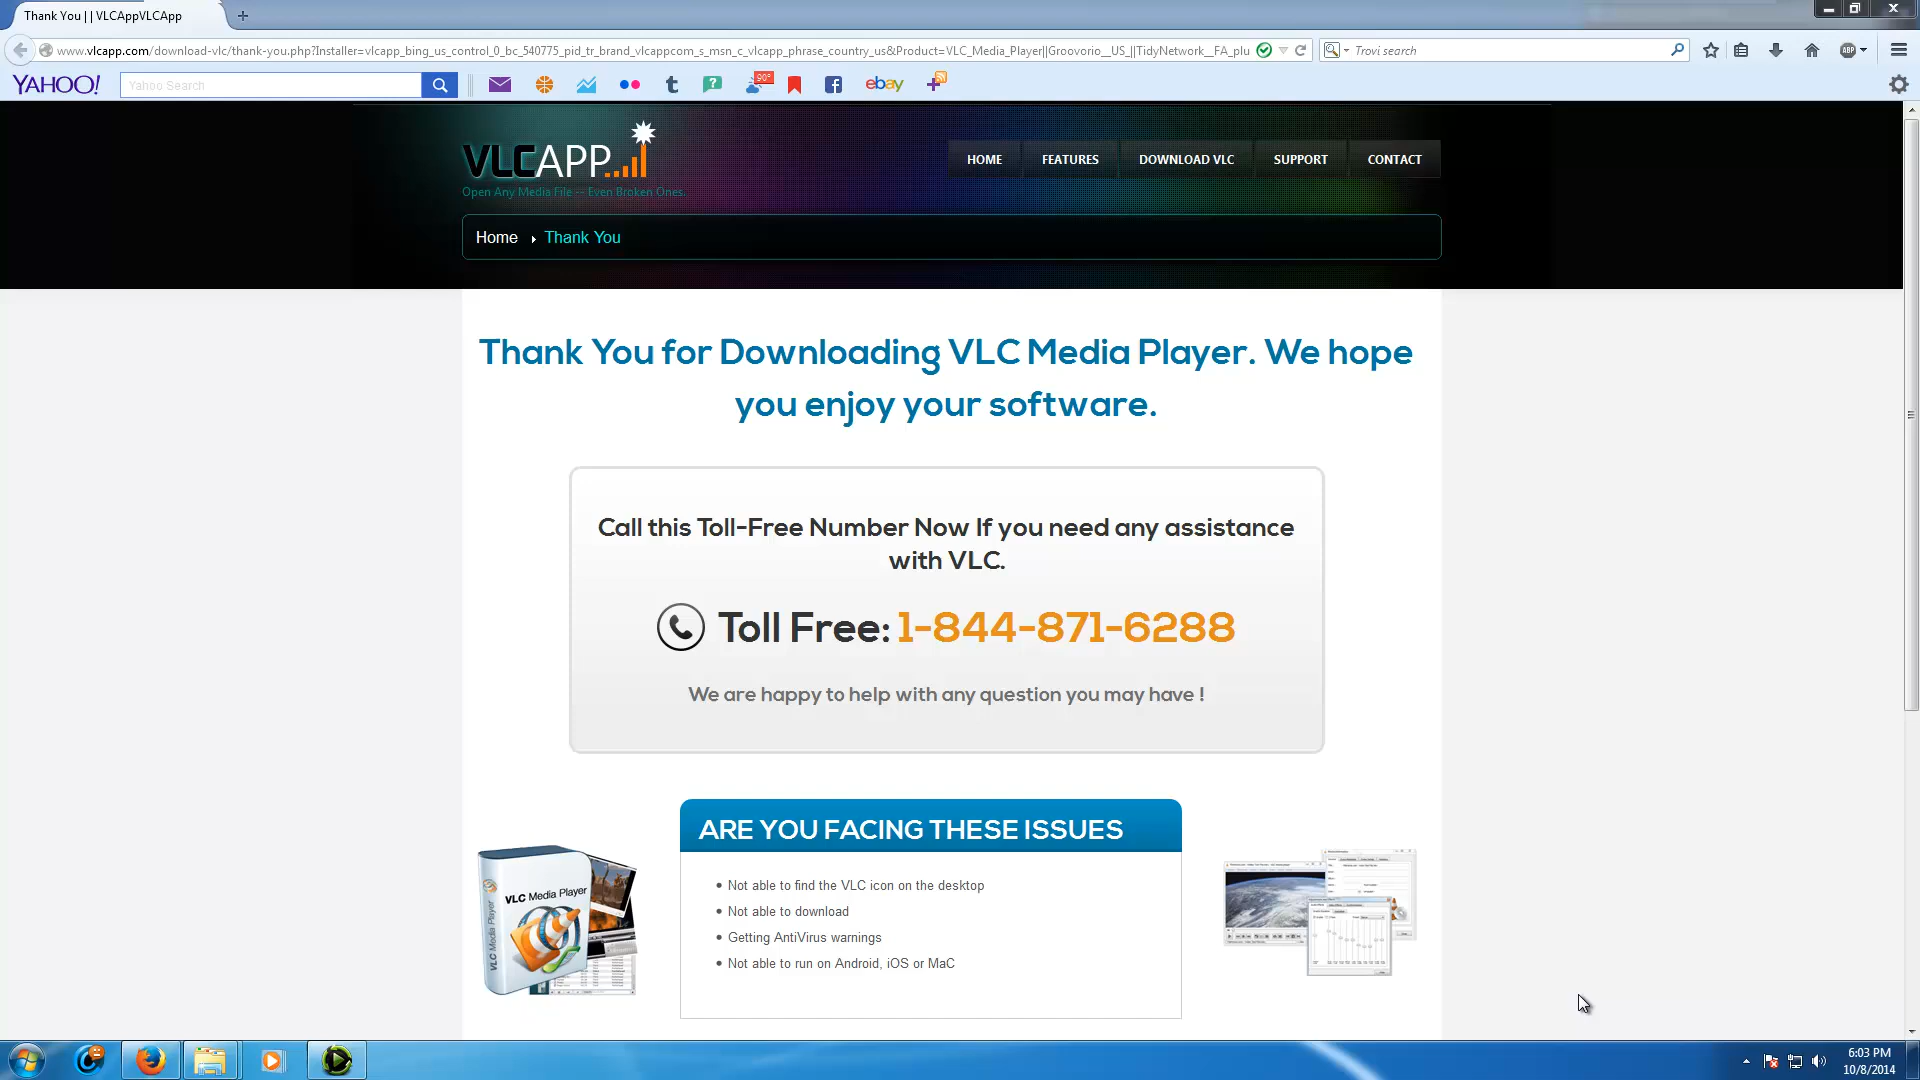 Thank You | | VLCAppVLCApp
www.vlcapp.com/download-vlc/thank-you.php?Installer=vlcapp_bing_us_control_0_bc_540775_pid_tr_brand_vlcappcom_s_msn_c_vlcapp_phrase_country_us&Product=VLC_Media_Player||Groovorio__US_||TidyNetwork__FA_plu
Trovi search
ABP
YAHOO!
Yahoo Search
90°
ebay
VLCAPP
Open Any Media File -- Even Broken Ones.
HOME
FEATURES
DOWNLOAD VLC
SUPPORT
CONTACT
Home
Thank You
Thank You for Downloading VLC Media Player. We hope
you enjoy your software.
Call this Toll-Free Number Now If you need any assistance
with VLC.
Toll Free: 1-844-871-6288
We are happy to help with any question you may have !
ARE YOU FACING THESE ISSUES
Not able to find the VLC icon on the desktop
Not able to download
Getting AntiVirus warnings
Not able to run on Android, iOS or MaC
VLC Media Player
VLC Media Player
6:03 PM
10/8/2014